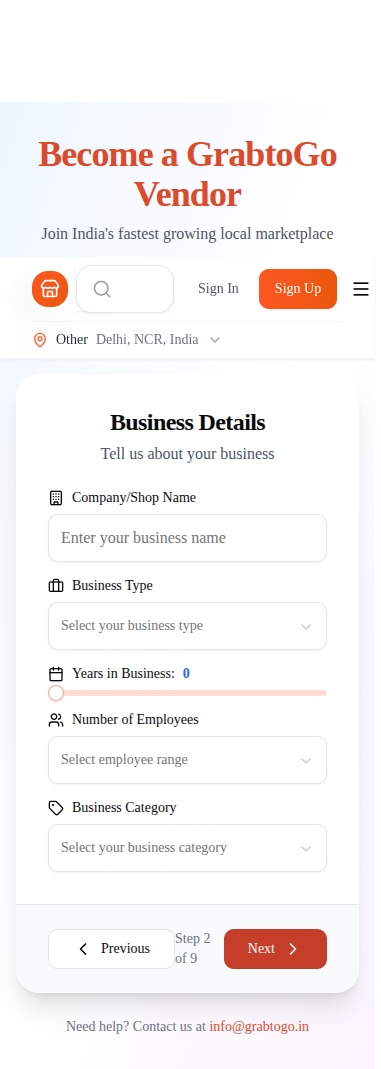 Become a GrabtoGo
Vendor
Join India's fastest growing local marketplace
Sign In
Sign Up
Other Delhi, NCR, India
Business Details
Tell us about your business
Company/Shop Name
Enter your business name
Business Type
Select your business type
Years in Business: 0
Number of Employees
Select employee range
Business Category
Select your business category
Previous
Step 2
of 9
Next
Need help? Contact us at info@grabtogo.in